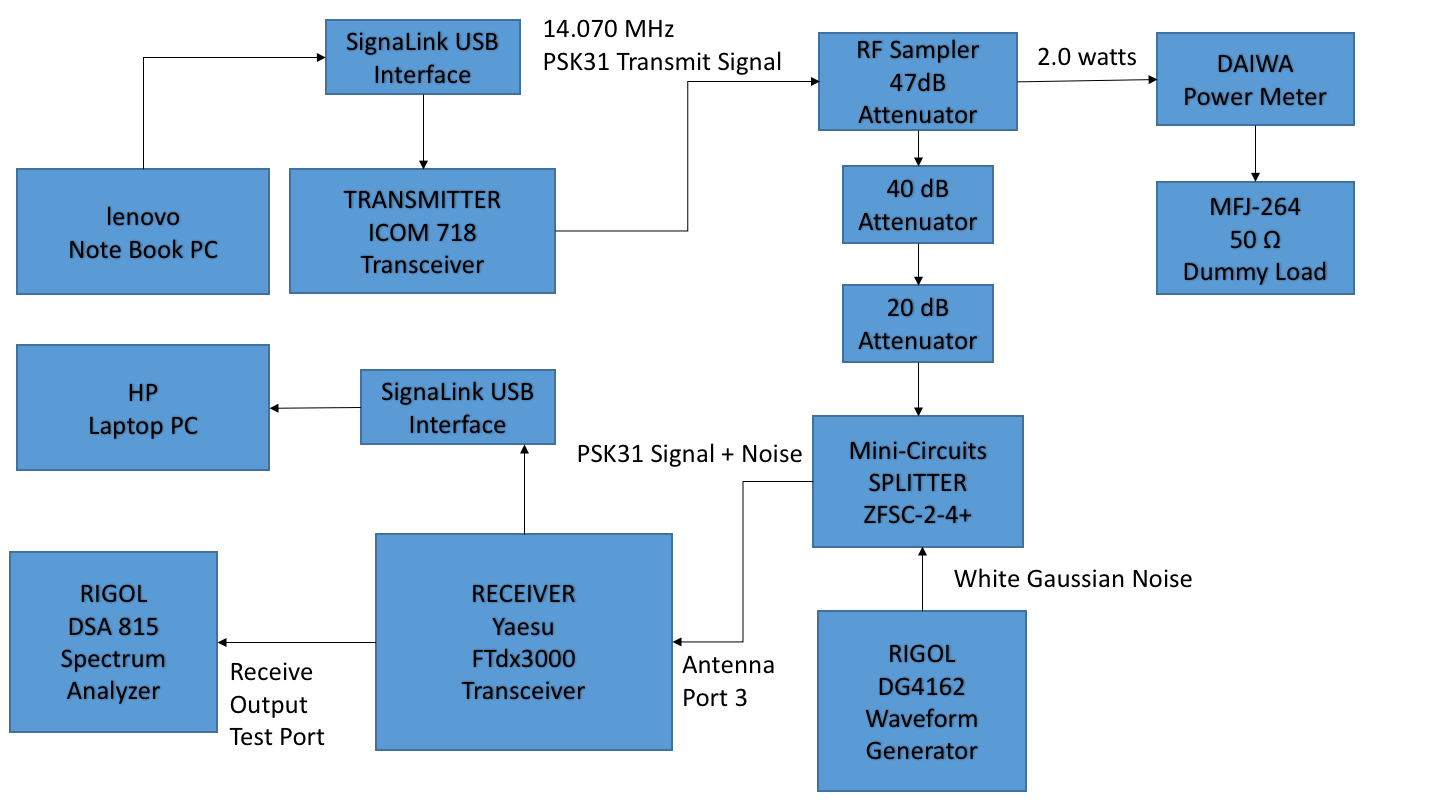 SignaLink USB
Interface
14.070 MHz
PSK31 Transmit Signal
RF Sampler
47dB
Attenuator
2.0 watts
DAIWA
Power Meter
lenovo
Note Book PC
TRANSMITTER
ICOM 718
Transceiver
40 dB
Attenuator
MFJ-264
50 Ω
Dummy Load
20 dB
Attenuator
HP
Laptop PC
SignaLink USB
Interface
PSK31 Signal + Noise
Mini-Circuits
SPLITTER
ZFSC-2-4+
White Gaussian Noise
RIGOL
DSA 815
Spectrum
Analyzer
Receive
Output
Test Port
RECEIVER
Yaesu
FTdx3000
Transceiver
Antenna
Port 3
RIGOL
DG4162
Waveform
Generator